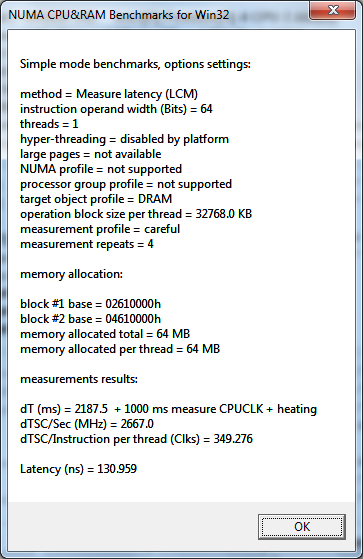 NUMA CPU&RAM Benchmarks for Win32
Simple mode benchmarks, options settings:
method = Measure latency (LCM)
instruction operand width (Bits) = 64
threads = 1
hyper-threading = disabled by platform
large pages = not available
NUMA profile = not supported
processor group profile = not supported
target object profile = DRAM
operation block size per thread = 32768.0 KB
measurement profile = careful
measurement repeats = 4
memory allocation:
block #1 base = 02610000h
block #2 base = 04610000h
memory allocated total = 64 MB
memory allocated per thread = 64 MB
measurements results:
dT (ms) = 2187.5  + 1000 ms measure CPUCLK + heating
dTSC/Sec (MHz) = 2667.0
dTSC/Instruction per thread (Clks) = 349.276
Latency (ns) = 130.959
OK